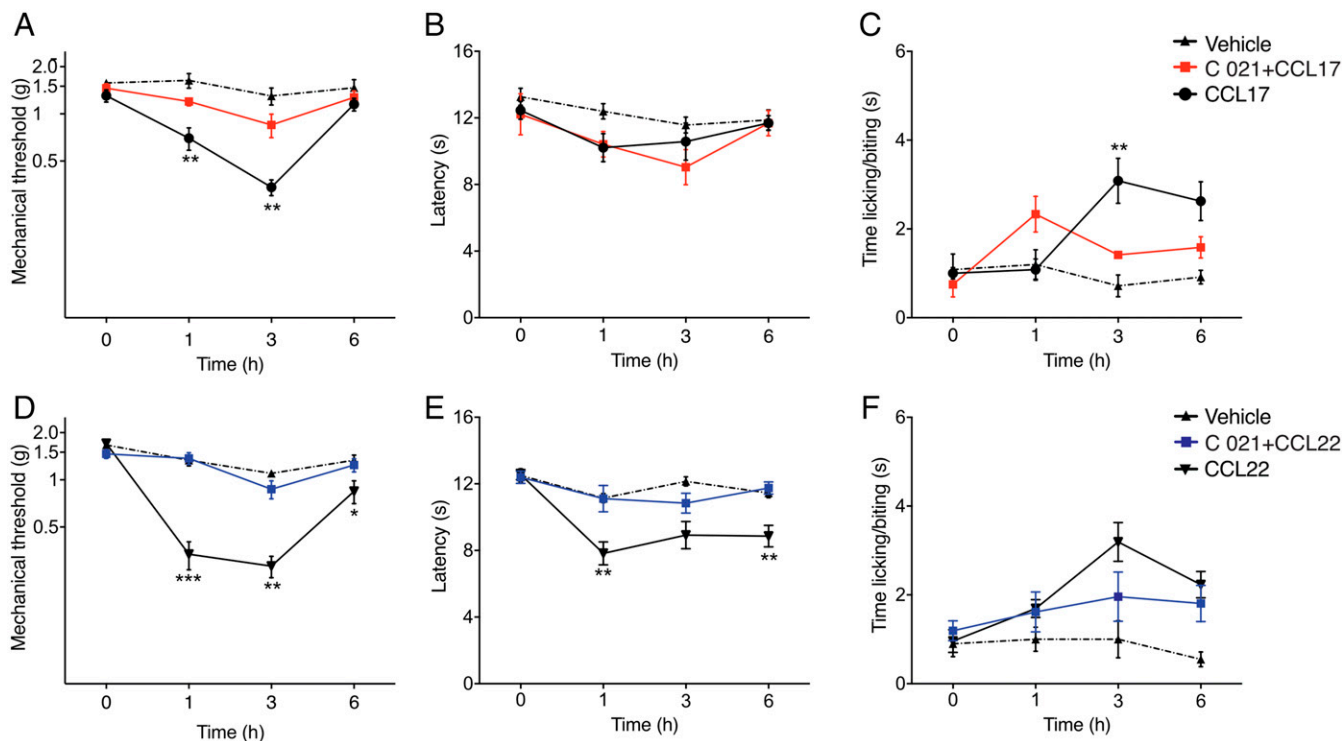 A
Mechanical threshold (g)
2.0
1.5
1
0.5
0 1 3 6
Time (h)
B
Latency (s)
16
12
8
4
0
0 1 3 6
Time (h)
C
Time licking/biting (s)
6
4
2
0
0 1 3 6
Time (h)
Vehicle
C 021+CCL17
CCL17
**
**
**
D
Mechanical threshold (g)
2.0
1.5
1
0.5
0 1 3 6
Time (h)
***
**
*
E
Latency (s)
16
12
8
4
0
0 1 3 6
Time (h)
**
**
F
Time licking/biting (s)
6
4
2
0
0 1 3 6
Time (h)
Vehicle
C 021+CCL22
CCL22